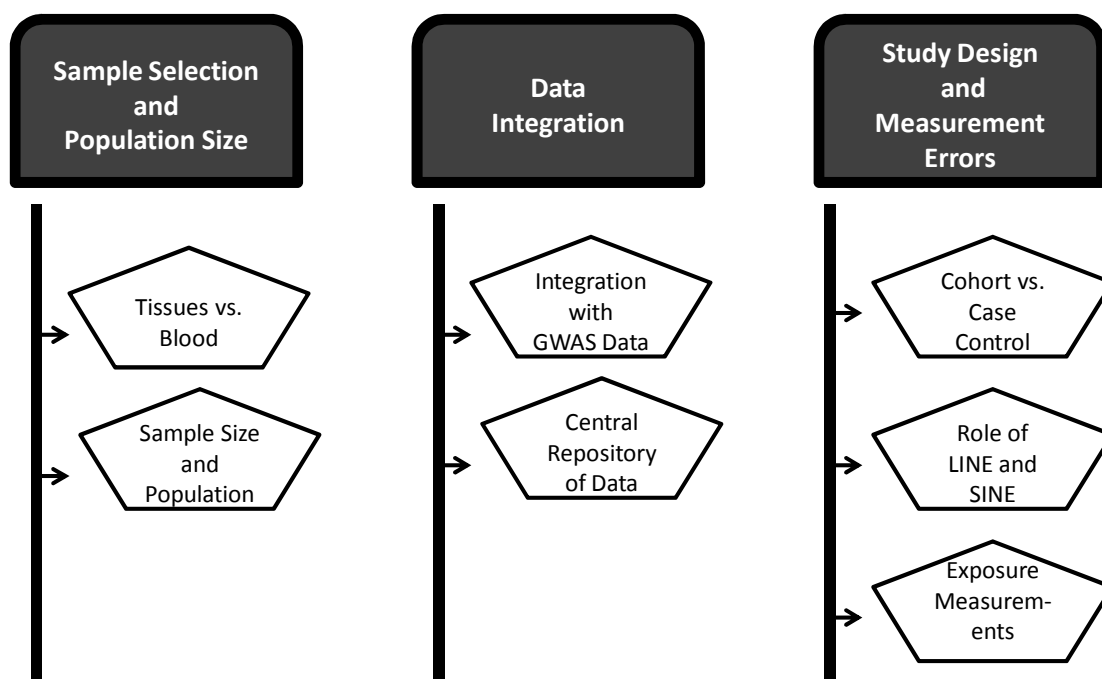 Sample Selection
and
Population Size
Tissues vs.
Blood
Sample Size
and
Population
Data
Integration
Integration
with
GWAS Data
Central
Repository
of Data
Study Design
and
Measurement
Errors
Cohort vs.
Case
Control
Role of
LINE and
SINE
Exposure
Measurem-
ents